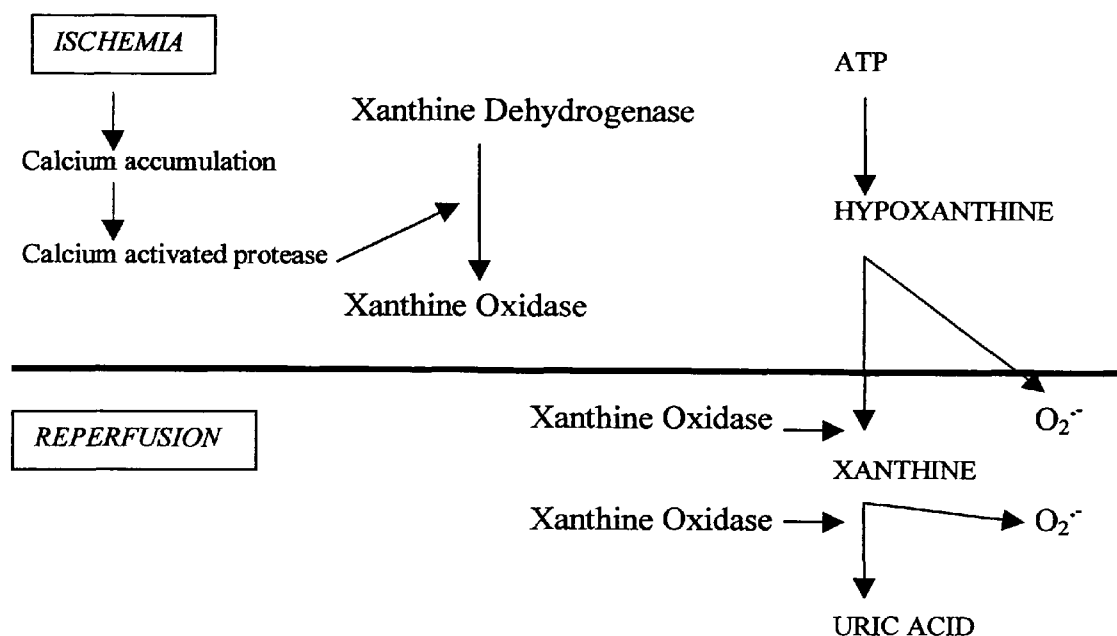 ISCHEMIA
ATP
Xanthine Dehydrogenase
Calcium accumulation
HYPOXANTHINE
Calcium activated protease
Xanthine Oxidase
REPERFUSION
Xanthine Oxidase
O₂·⁻
XANTHINE
Xanthine Oxidase
O₂·⁻
URIC ACID